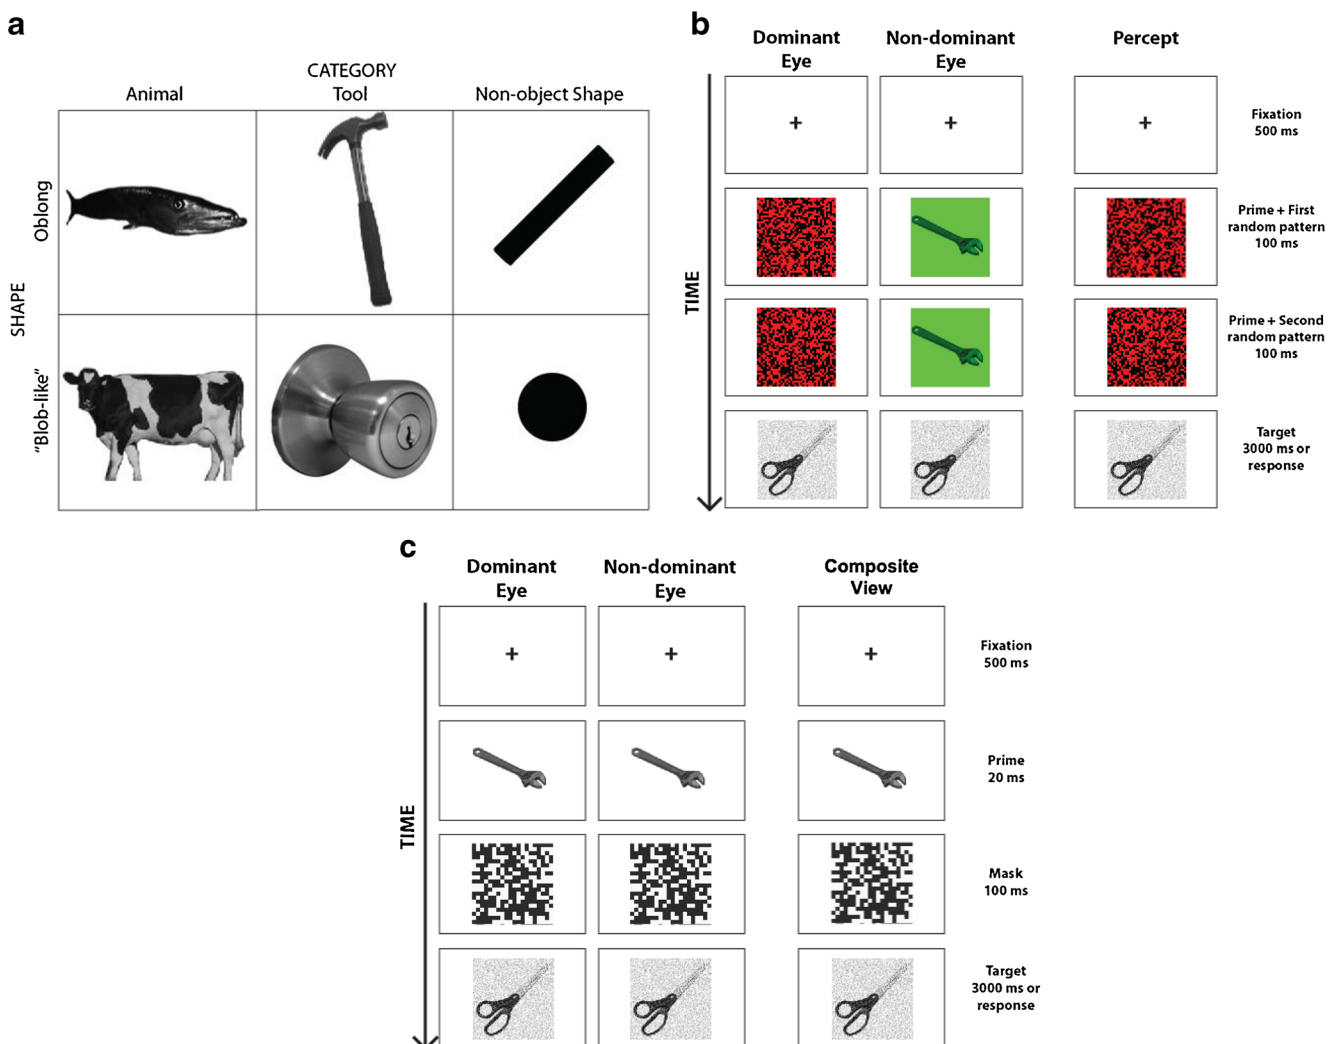 a
CATEGORY
Animal
Tool
Non-object Shape
SHAPE
Oblong
“Blob-like”
b
Dominant
Eye
Non-dominant
Eye
Percept
TIME
+
+
+
Fixation
500 ms
Prime + First
random pattern
100 ms
Prime + Second
random pattern
100 ms
Target
3000 ms or
response
c
Dominant
Eye
Non-dominant
Eye
Composite
View
TIME
+
+
+
Fixation
500 ms
Prime
20 ms
Mask
100 ms
Target
3000 ms or
response